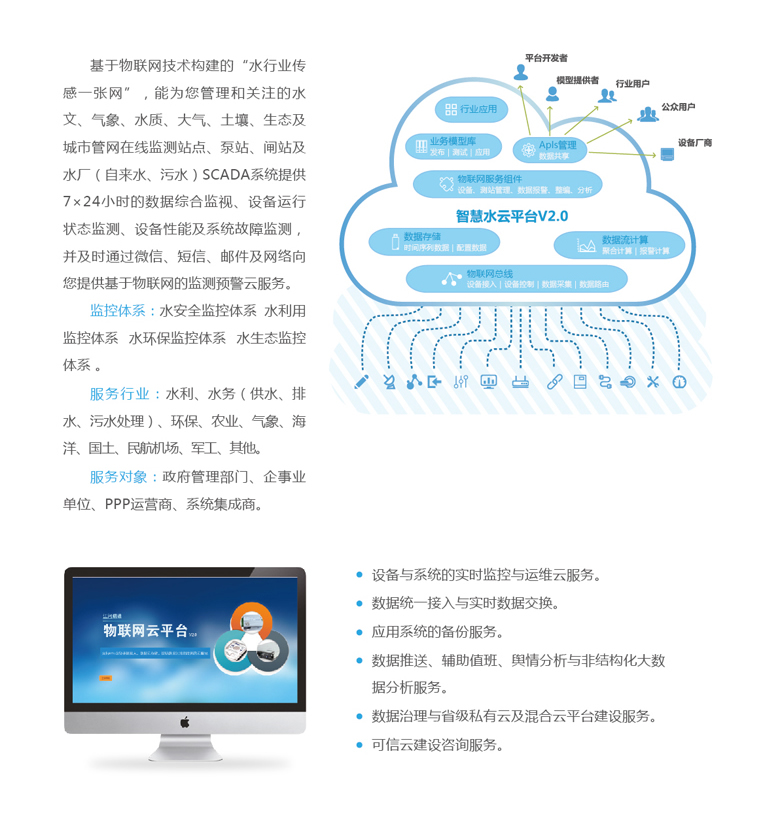 基于物联网技术构建的“水行业传
感一张网”，能为您管理和关注的水
文、气象、水质、大气、土壤、生态及
城市管网在线监测站点、泵站、闸站及
水厂（自来水、污水）SCADA系统提供
7×24小时的数据综合监视、设备运行
状态监测、设备性能及系统故障监测，
并及时通过微信、短信、邮件及网络向
您提供基于物联网的监测预警云服务。
监控体系：水安全监控体系 水利用
监控体系 水环保监控体系 水生态监控
体系 。
服务行业：水利、水务（供水、排
水、污水处理）、环保、农业、气象、海
洋、国土、民航机场、军工、其他。
服务对象：政府管理部门、企事业
单位、PPP运营商、系统集成商。
平台开发者
模型提供者
行业用户
公众用户
设备厂商
行业应用
业务模型库
发布 | 测试 | 应用
ApIs管理
数据共享
物联网服务组件
设备、测站管理、数据报警、整编、分析
智慧水云平台V2.0
数据存储
时间序列数据 | 配置数据
数据流计算
聚合计算 | 报警计算
物联网总线
设备接入 | 设备控制 | 数据采集 | 数据路由
物联网云平台 V2.0
设备与系统的实时监控与运维云服务。
数据统一接入与实时数据交换。
应用系统的备份服务。
数据推送、辅助值班、舆情分析与非结构化大数
据分析服务。
数据治理与省级私有云及混合云平台建设服务。
可信云建设咨询服务。